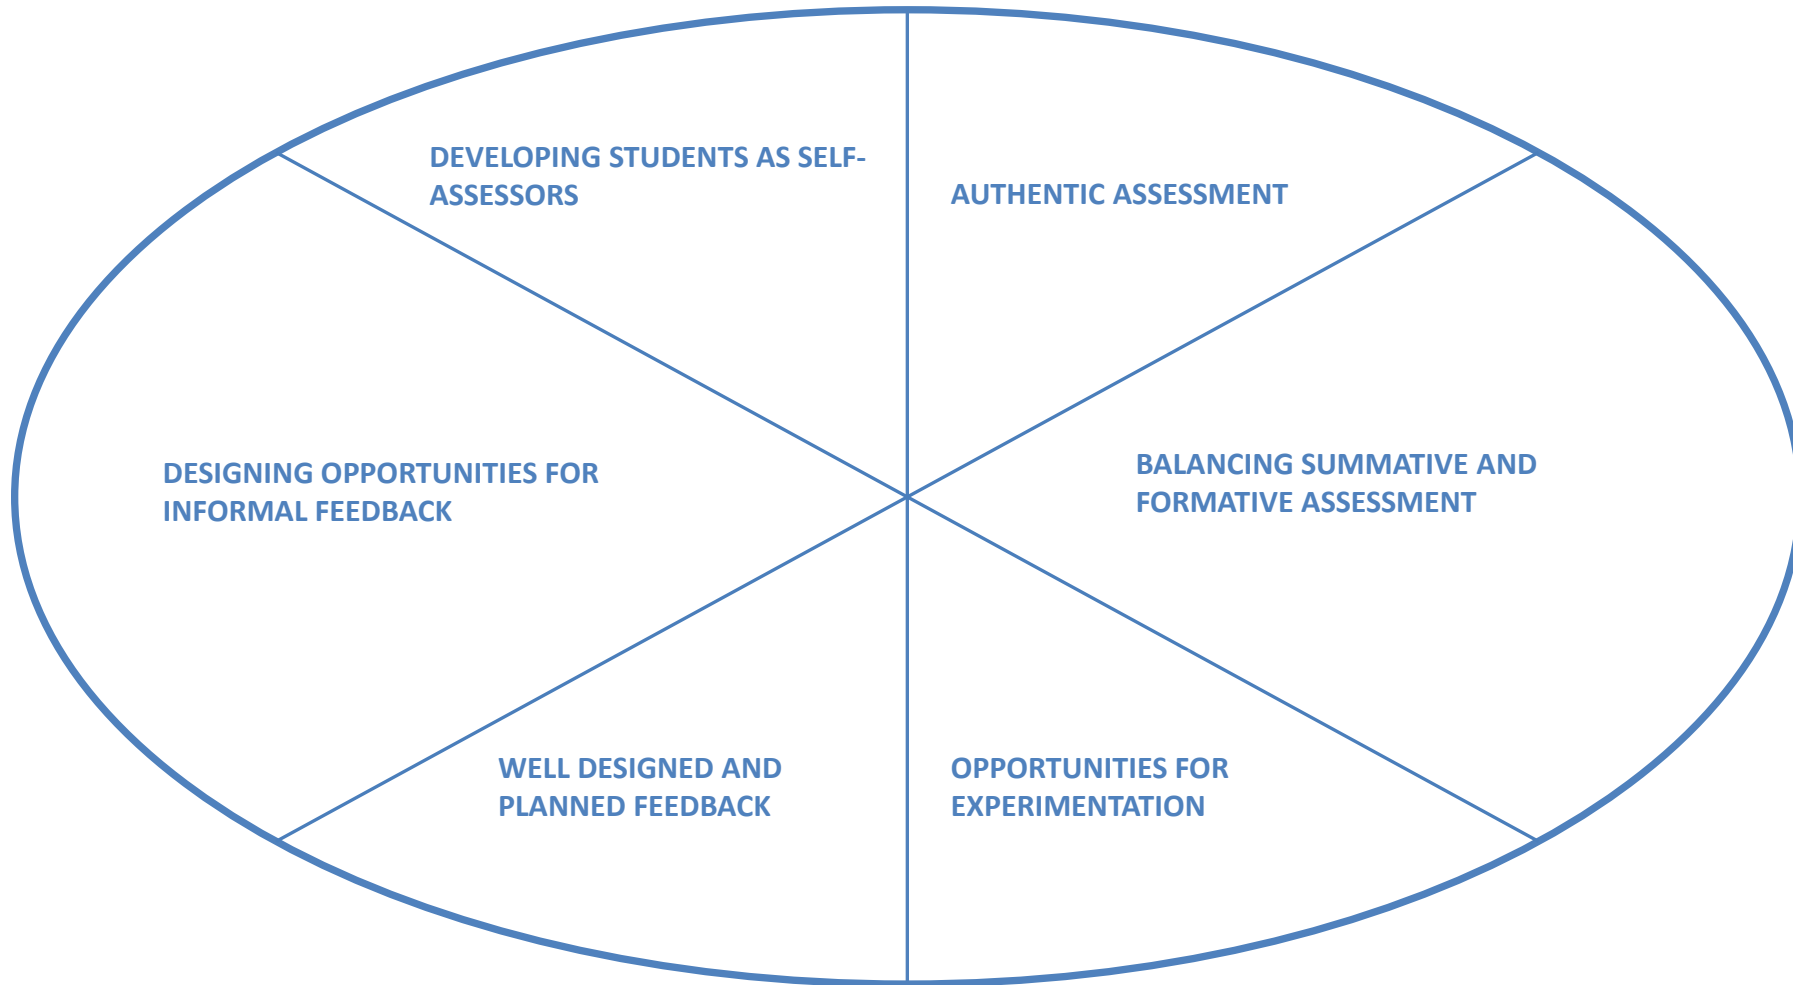 DEVELOPING STUDENTS AS SELF-
ASSESSORS
AUTHENTIC ASSESSMENT
DESIGNING OPPORTUNITIES FOR
INFORMAL FEEDBACK
BALANCING SUMMATIVE AND
FORMATIVE ASSESSMENT
WELL DESIGNED AND
PLANNED FEEDBACK
OPPORTUNITIES FOR
EXPERIMENTATION